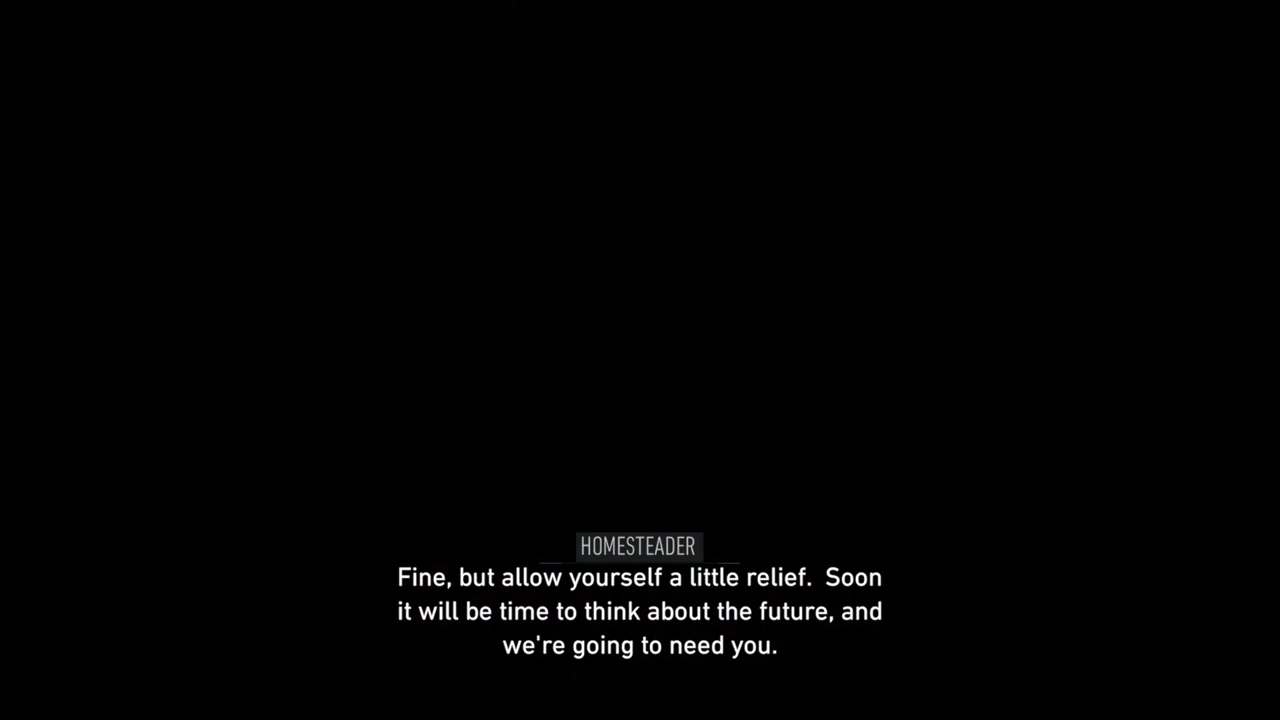 HOMESTEADER
Fine, but allow yourself a little relief.  Soon
it will be time to think about the future, and
we're going to need you.